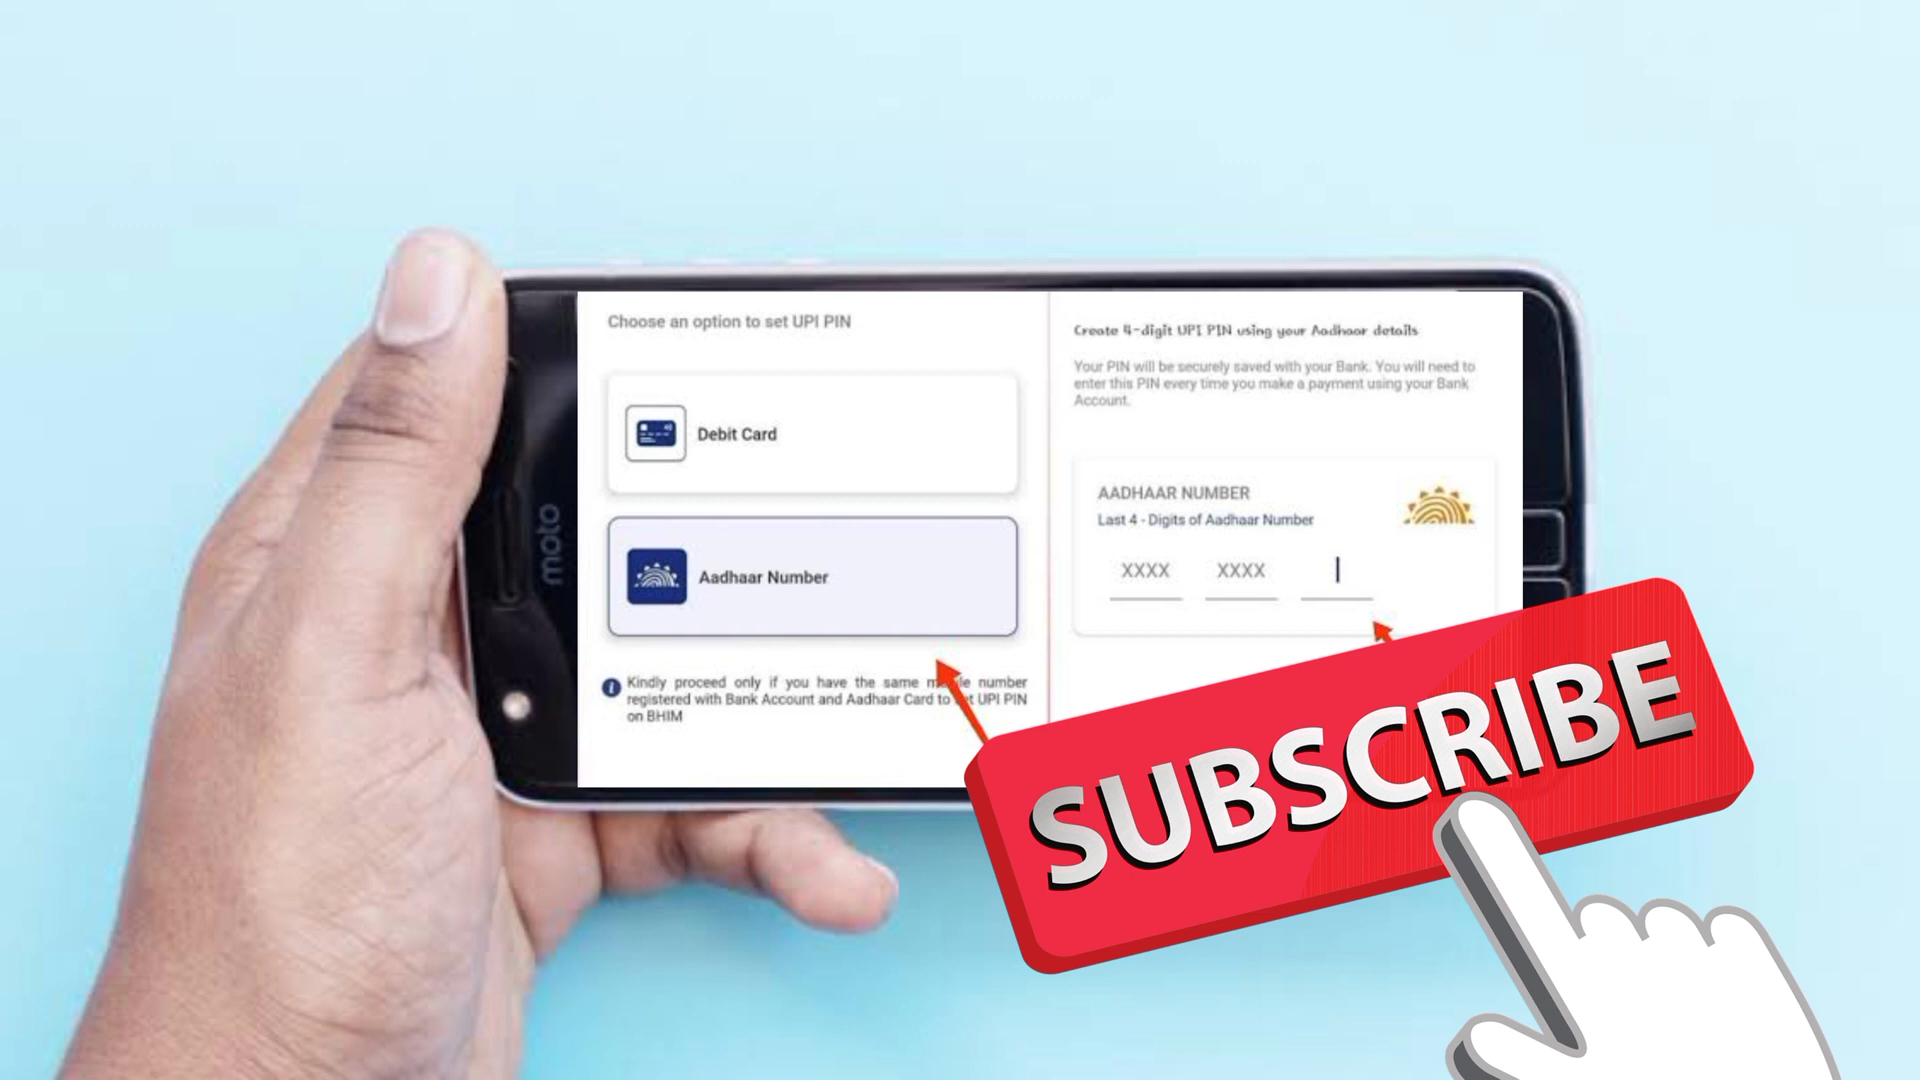 moto
Choose an option to set UPI PIN
Debit Card
Aadhaar Number
Kindly proceed only if you have the same number
registered with Bank Account and Aadhaar Card to UPI PIN
on BHIM
Create 4-digit UPI PIN using your Aadhaar details
Your PIN will be securely saved with your Bank. You will need to
enter this PIN every time you make a payment using your Bank
Account.
AADHAAR NUMBER
Last 4 - Digits of Aadhaar Number
XXXX XXXX
SUBSCRIBE